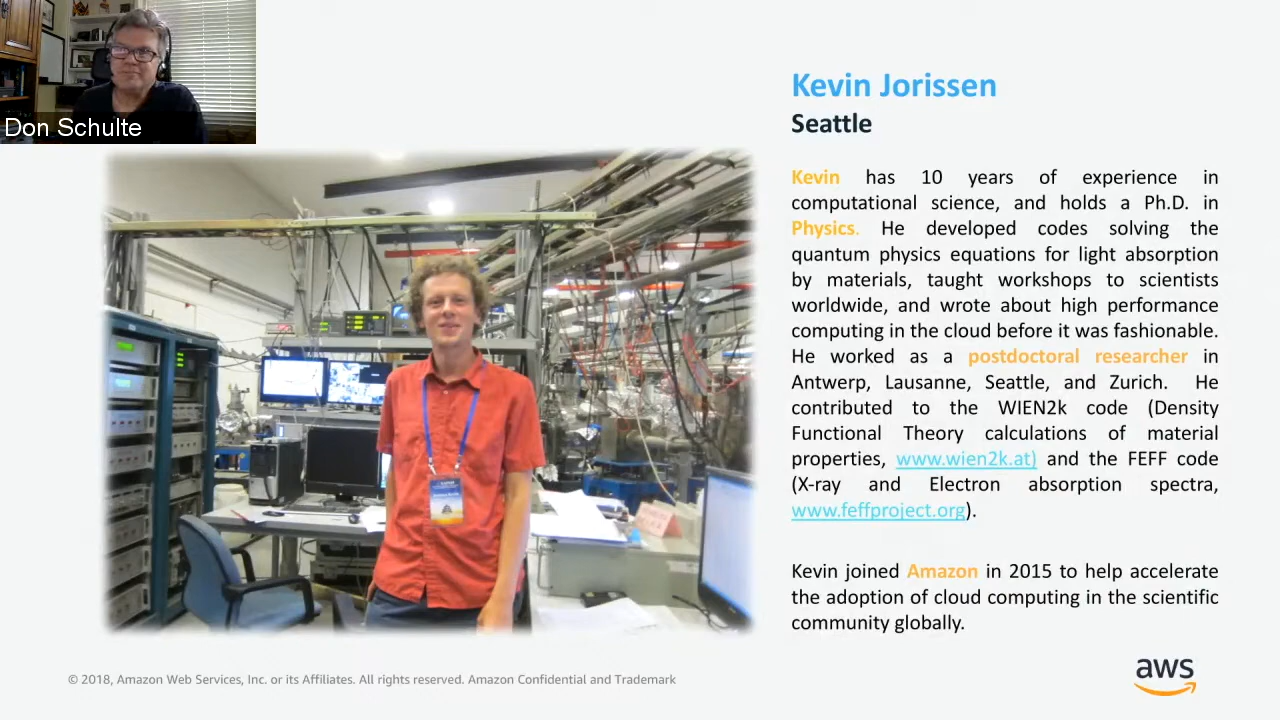 Don Schulte
Kevin Jorissen
Seattle
Kevin has 10 years of experience in
computational science, and holds a Ph.D. in
Physics. He developed codes solving the
quantum physics equations for light absorption
by materials, taught workshops to scientists
worldwide, and wrote about high performance
computing in the cloud before it was fashionable.
He worked as a postdoctoral researcher in
Antwerp, Lausanne, Seattle, and Zurich. He
contributed to the WIEN2k code (Density
Functional Theory calculations of material
properties, www.wien2k.at) and the FEFF code
(X-ray and Electron absorption spectra,
www.feffproject.org).
Kevin joined Amazon in 2015 to help accelerate
the adoption of cloud computing in the scientific
community globally.
© 2018, Amazon Web Services, Inc. or its Affiliates. All rights reserved. Amazon Confidential and Trademark
aws